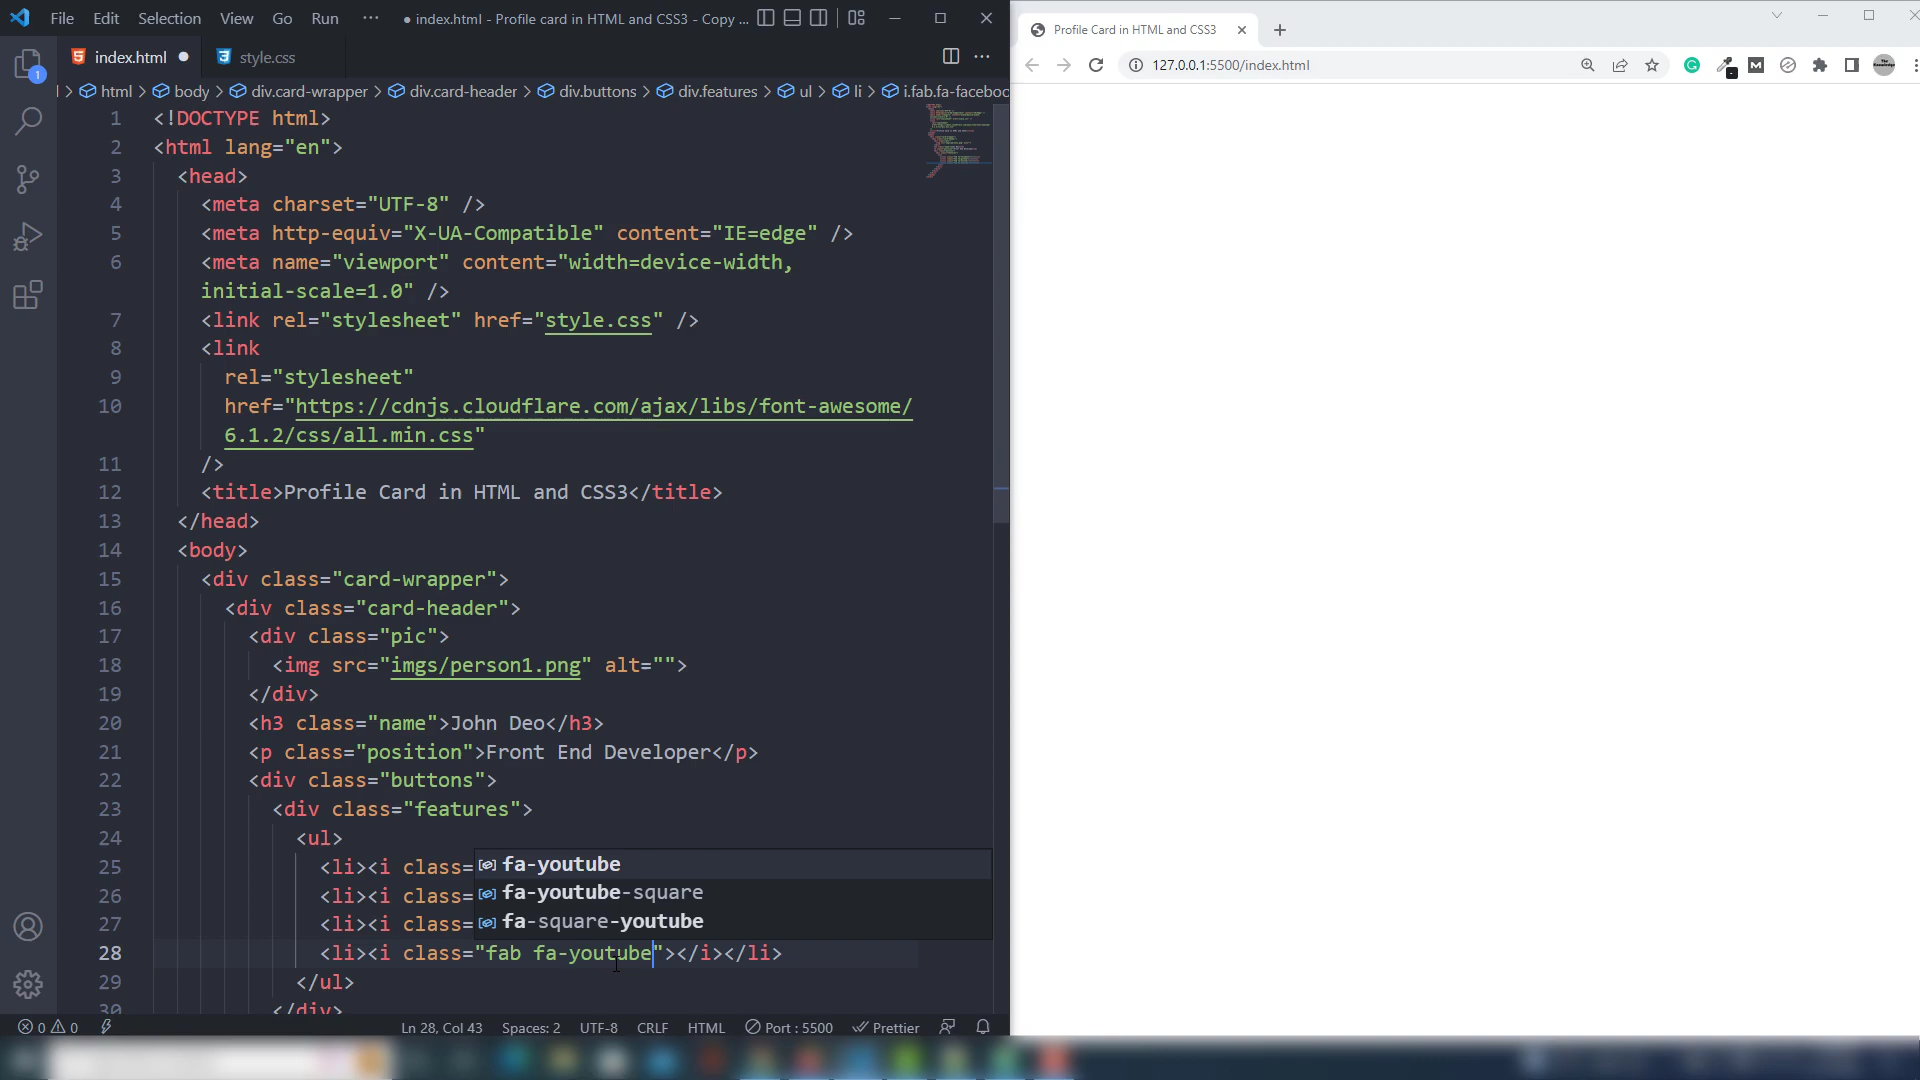 File Edit Selection View Go Run ··· ● index.html - Profile card in HTML and CSS3 - Copy ...
index.html ● style.css
html > body > div.card-wrapper > div.card-header > div.buttons > div.features > ul > li > i.fab.fa-faceboo
1 <!DOCTYPE html>
2 <html lang="en">
3 <head>
4 <meta charset="UTF-8" />
5 <meta http-equiv="X-UA-Compatible" content="IE=edge" />
6 <meta name="viewport" content="width=device-width,
initial-scale=1.0" />
7 <link rel="stylesheet" href="style.css" />
8 <link
9 rel="stylesheet"
10 href="https://cdnjs.cloudflare.com/ajax/libs/font-awesome/
6.1.2/css/all.min.css"
11 />
12 <title>Profile Card in HTML and CSS3</title>
13 </head>
14 <body>
15 <div class="card-wrapper">
16 <div class="card-header">
17 <div class="pic">
18 <img src="imgs/person1.png" alt="">
19 </div>
20 <h3 class="name">John Deo</h3>
21 <p class="position">Front End Developer</p>
22 <div class="buttons">
23 <div class="features">
24 <ul>
25 <li><i class=
26 <li><i class=
27 <li><i class=
fa-youtube
fa-youtube-square
fa-square-youtube
28 <li><i class="fab fa-youtube"></i></li>
29 </ul>
30 </div>
0 0 Ln 28, Col 43 Spaces: 2 UTF-8 CRLF HTML Port : 5500 Prettier
Profile Card in HTML and CSS3
127.0.0.1:5500/index.html